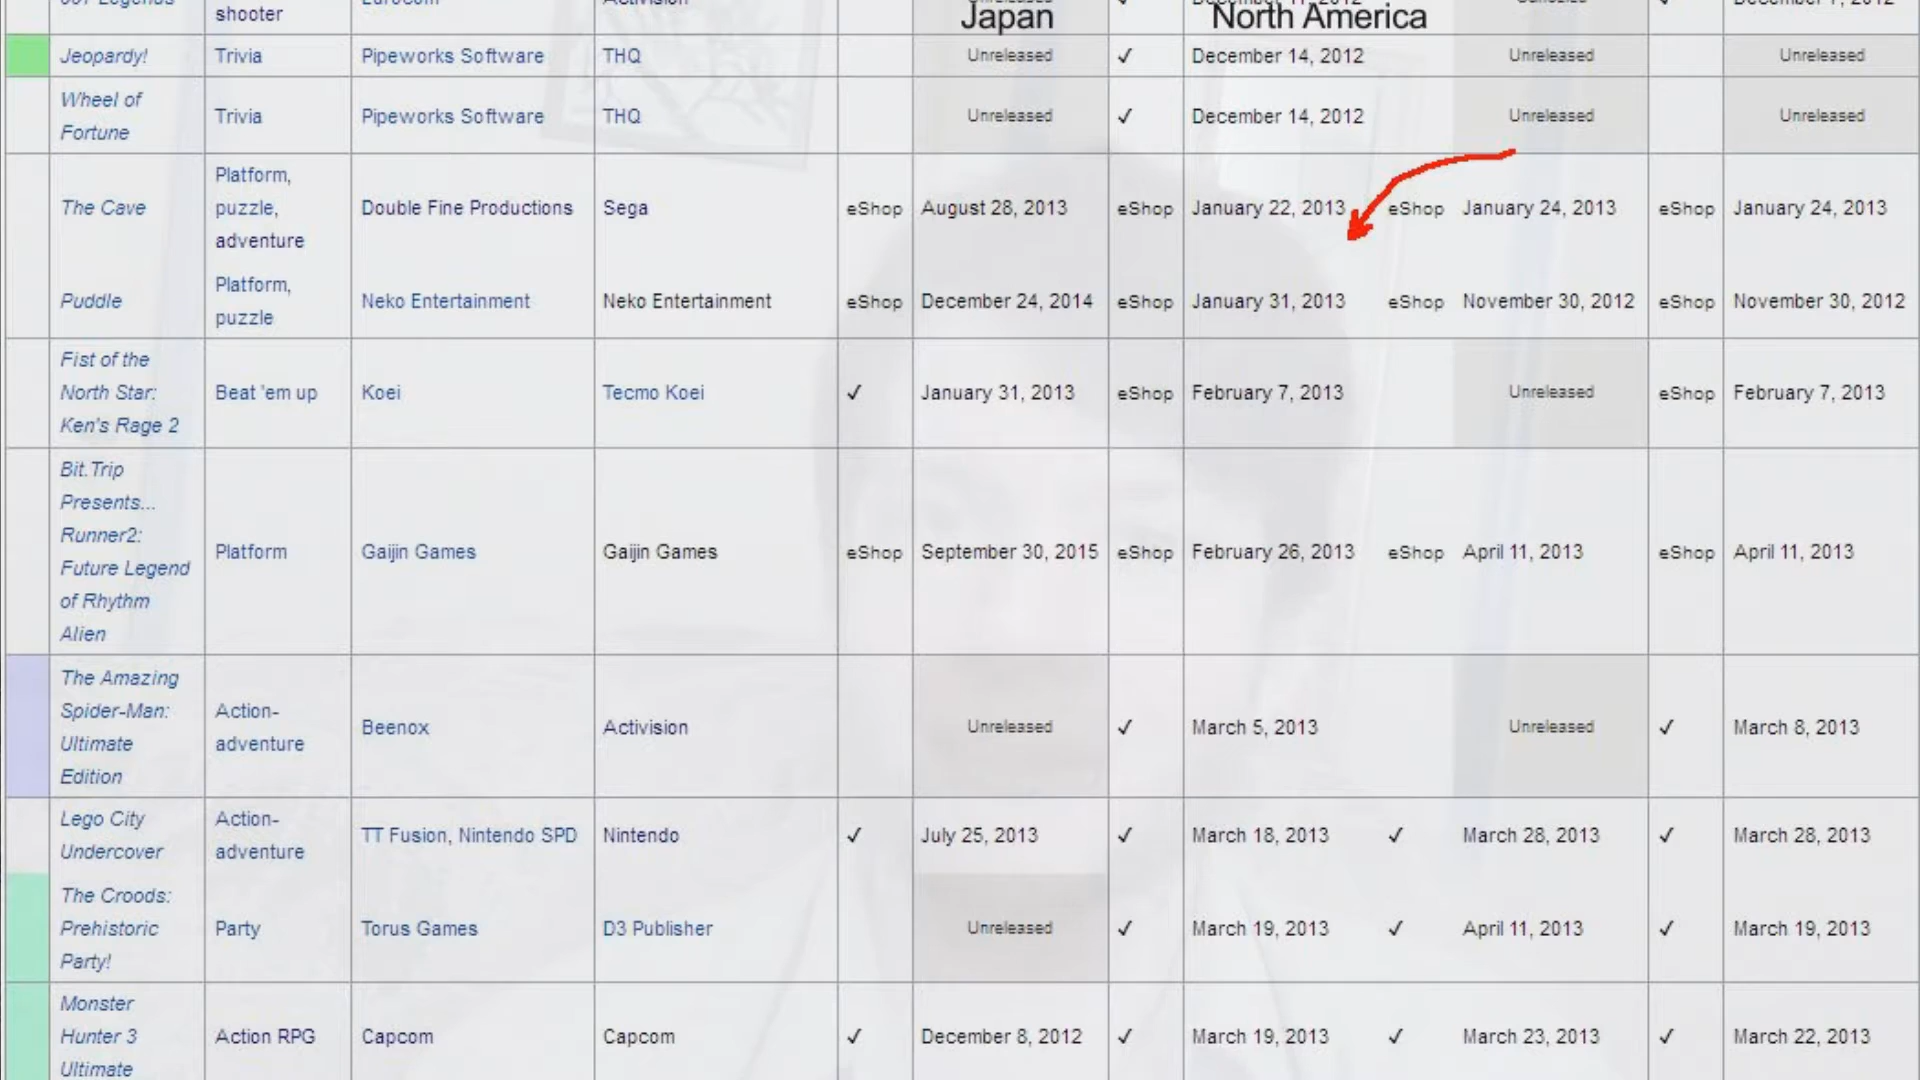 Japan North America
shooter
Jeopardy! Trivia Pipeworks Software THQ Unreleased ✓ December 14, 2012 Unreleased Unreleased
Wheel of
Fortune Trivia Pipeworks Software THQ Unreleased ✓ December 14, 2012 Unreleased Unreleased
Platform,
The Cave puzzle, Double Fine Productions Sega eShop August 28, 2013 eShop January 22, 2013 eShop January 24, 2013 eShop January 24, 2013
adventure
Platform,
Puddle Neko Entertainment Neko Entertainment eShop December 24, 2014 eShop January 31, 2013 eShop November 30, 2012 eShop November 30, 2012
puzzle
Fist of the
North Star: Beat 'em up Koei Tecmo Koei ✓ January 31, 2013 eShop February 7, 2013 Unreleased eShop February 7, 2013
Ken's Rage 2
Bit.Trip
Presents...
Runner2:
Platform Gaijin Games Gaijin Games eShop September 30, 2015 eShop February 26, 2013 eShop April 11, 2013 eShop April 11, 2013
Future Legend
of Rhythm
Alien
The Amazing
Spider-Man: Action-
Beenox Activision Unreleased ✓ March 5, 2013 Unreleased ✓ March 8, 2013
Ultimate adventure
Edition
Lego City Action-
TT Fusion, Nintendo SPD Nintendo ✓ July 25, 2013 ✓ March 18, 2013 ✓ March 28, 2013 ✓ March 28, 2013
Undercover adventure
The Croods:
Prehistoric Party Torus Games D3 Publisher Unreleased ✓ March 19, 2013 ✓ April 11, 2013 ✓ March 19, 2013
Party!
Monster
Hunter 3 Action RPG Capcom Capcom ✓ December 8, 2012 ✓ March 19, 2013 ✓ March 23, 2013 ✓ March 22, 2013
Ultimate